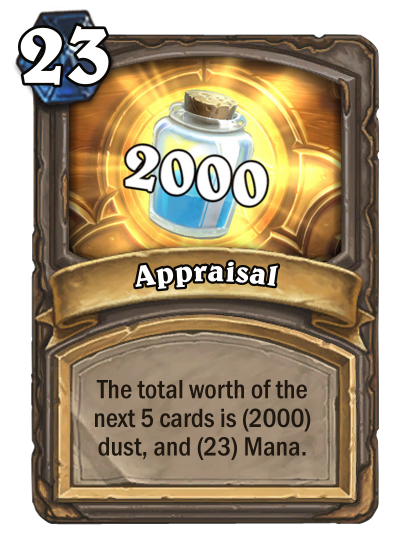 23
2000
Appraisal
The total worth of the
next 5 cards is (2000)
dust, and (23) Mana.